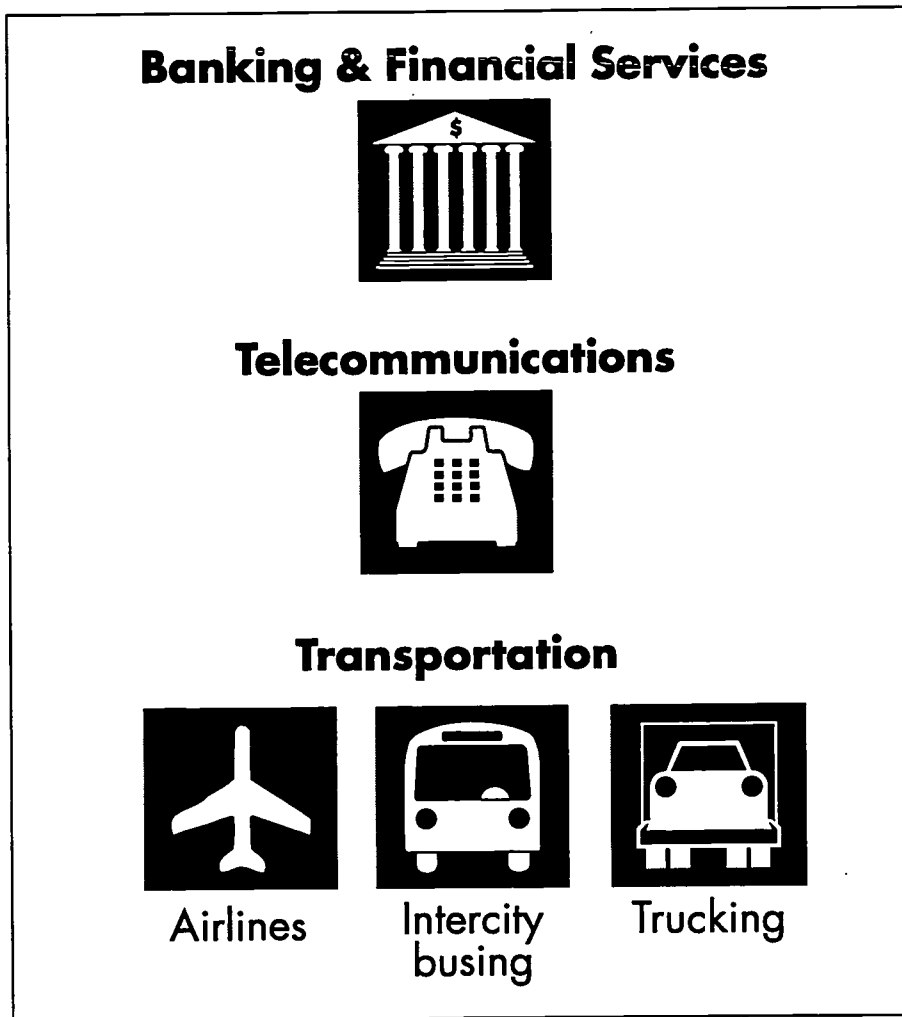 Banking & Financial Services
$
Telecommunications
Transportation
Airlines
Intercity
busing
Trucking